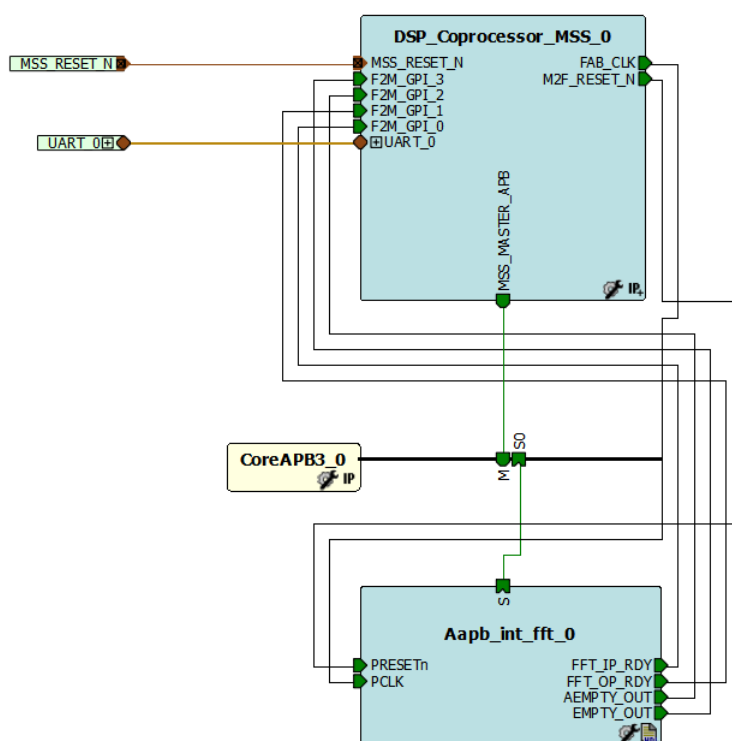 DSP_Coprocessor_MSS_0
MSS_RESET_N
MSS_RESET_N
FAB_CLK
F2M_GPI_3
M2F_RESET_N
F2M_GPI_2
F2M_GPI_1
F2M_GPI_0
UART_0
UART_0
MSS_MASTER_APB
IP
CoreAPB3_0
IP
M
S0
S
Aapb_int_fft_0
PRESETn
FFT_IP_RDY
PCLK
FFT_OP_RDY
AEMPTY_OUT
EMPTY_OUT